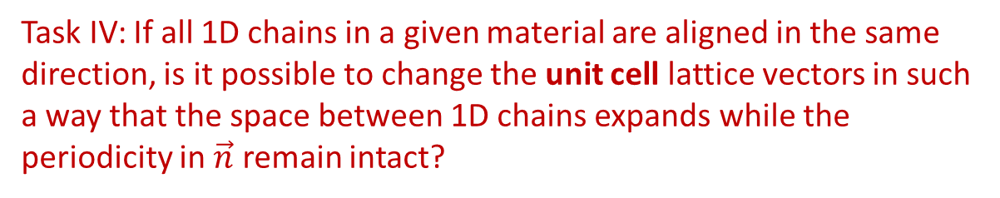 Task IV: If all 1D chains in a given material are aligned in the same
direction, is it possible to change the unit cell lattice vectors in such
a way that the space between 1D chains expands while the
periodicity in n⃗ remain intact?